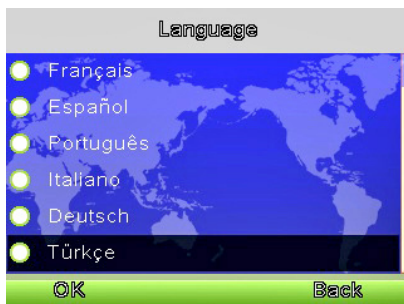 Language
Français
Español
Português
Italiano
Deutsch
Türkçe
OK Back